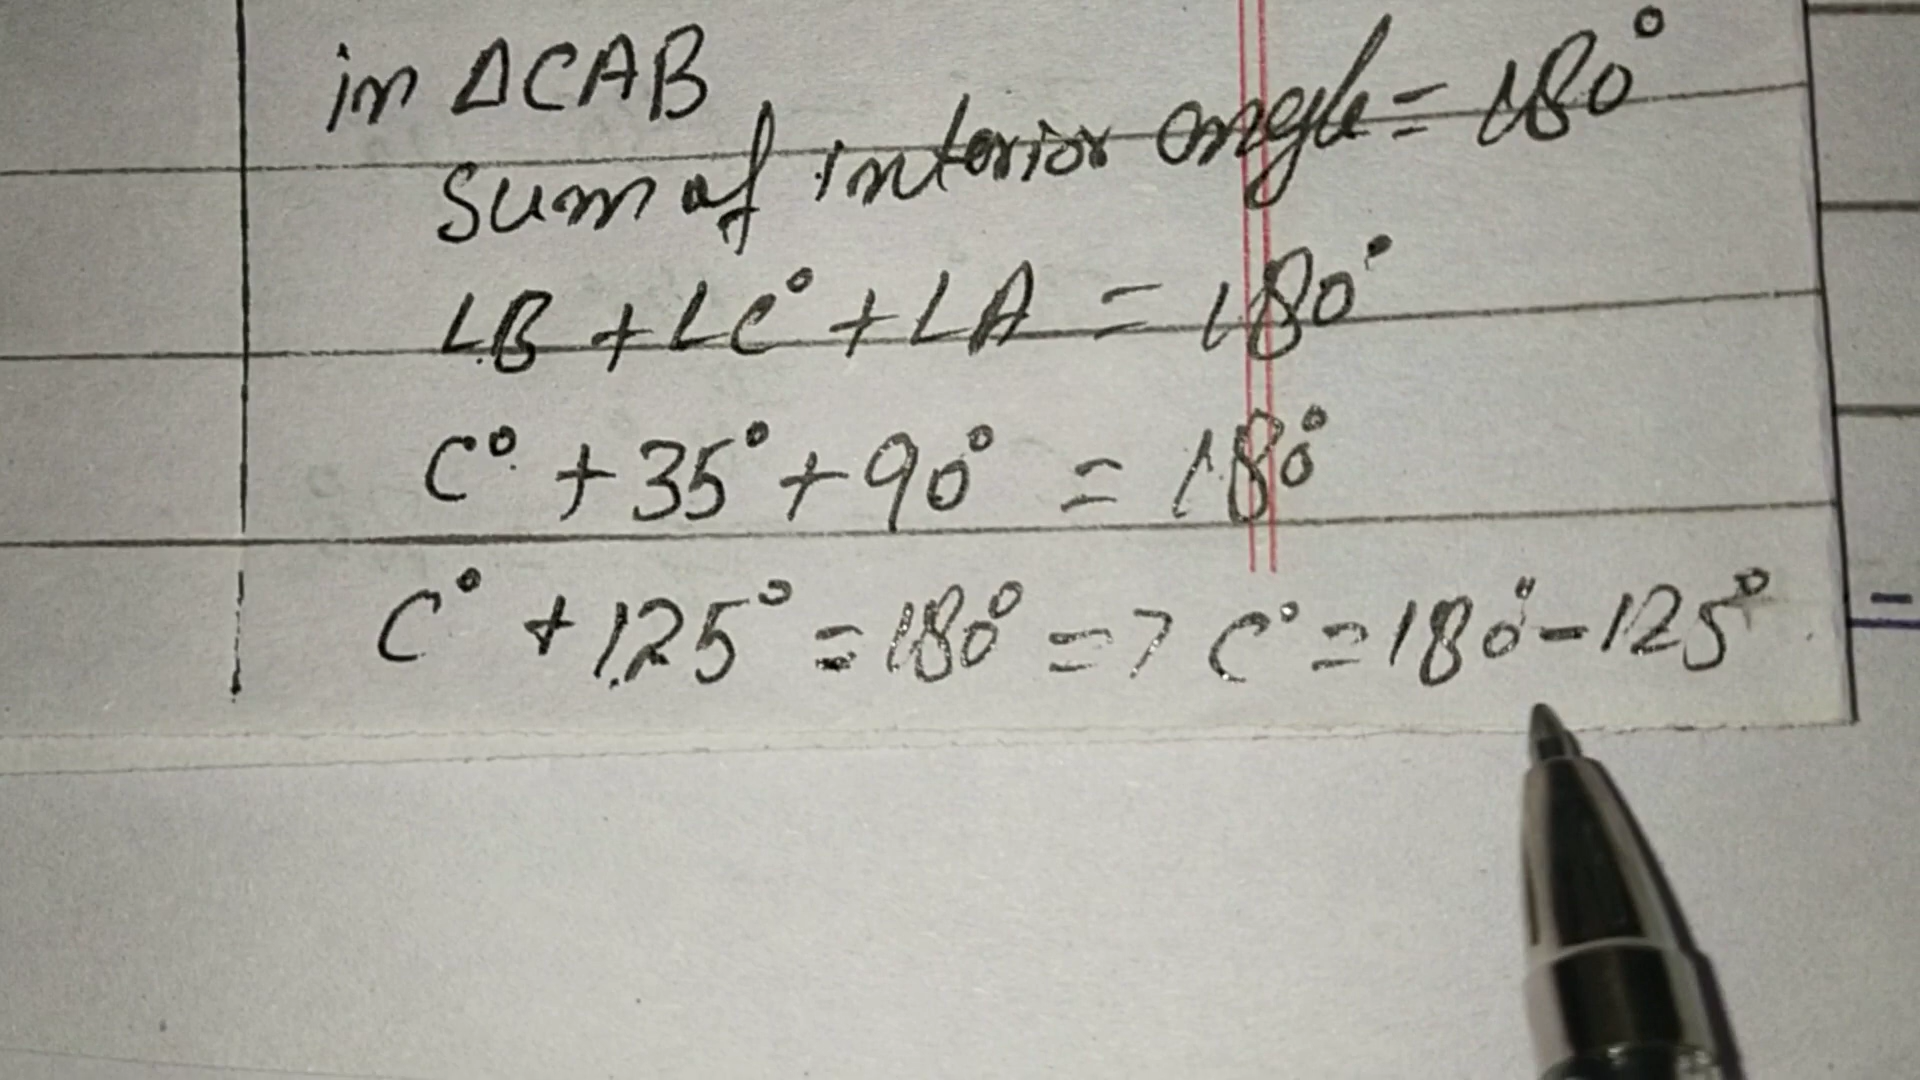 in ΔCAB
Sum of interior angle = 180°
∠B + ∠C° + ∠A = 180°
C° + 35° + 90° = 180°
C° + 125° = 180° => C° = 180° - 125°